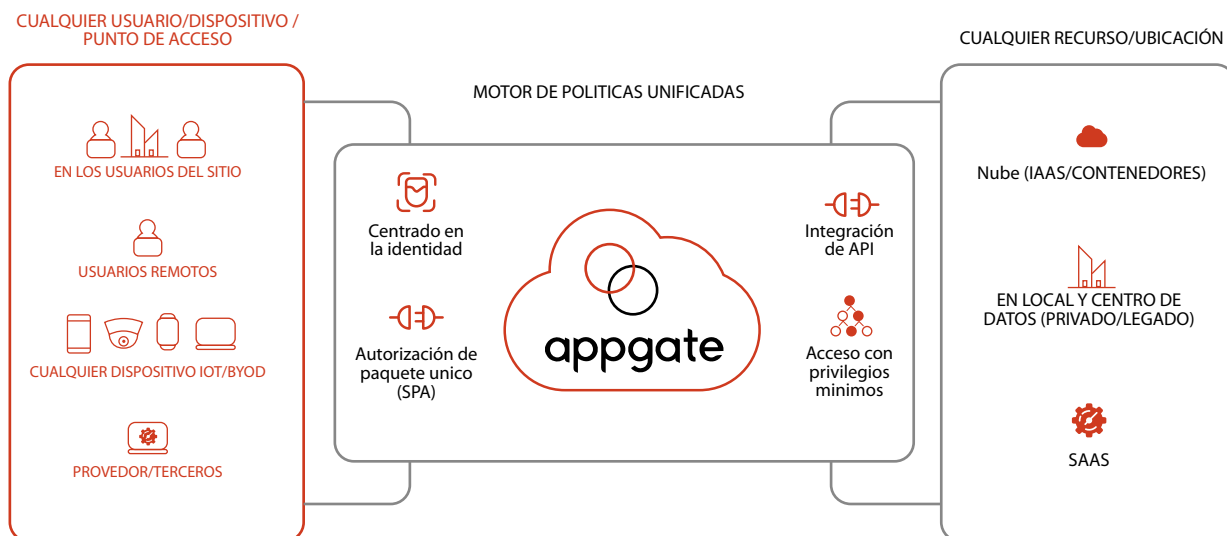 CUALQUIER USUARIO/DISPOSITIVO /
PUNTO DE ACCESO
EN LOS USUARIOS DEL SITIO
USUARIOS REMOTOS
CUALQUIER DISPOSITIVO IOT/BYOD
PROVEDOR/TERCEROS
MOTOR DE POLITICAS UNIFICADAS
Centrado en
la identidad
Autorización de
paquete unico
(SPA)
appgate
Integración
de API
Acceso con
privilegios
minimos
CUALQUIER RECURSO/UBICACIÓN
Nube (IAAS/CONTENEDORES)
EN LOCAL Y CENTRO DE
DATOS (PRIVADO/LEGADO)
SAAS